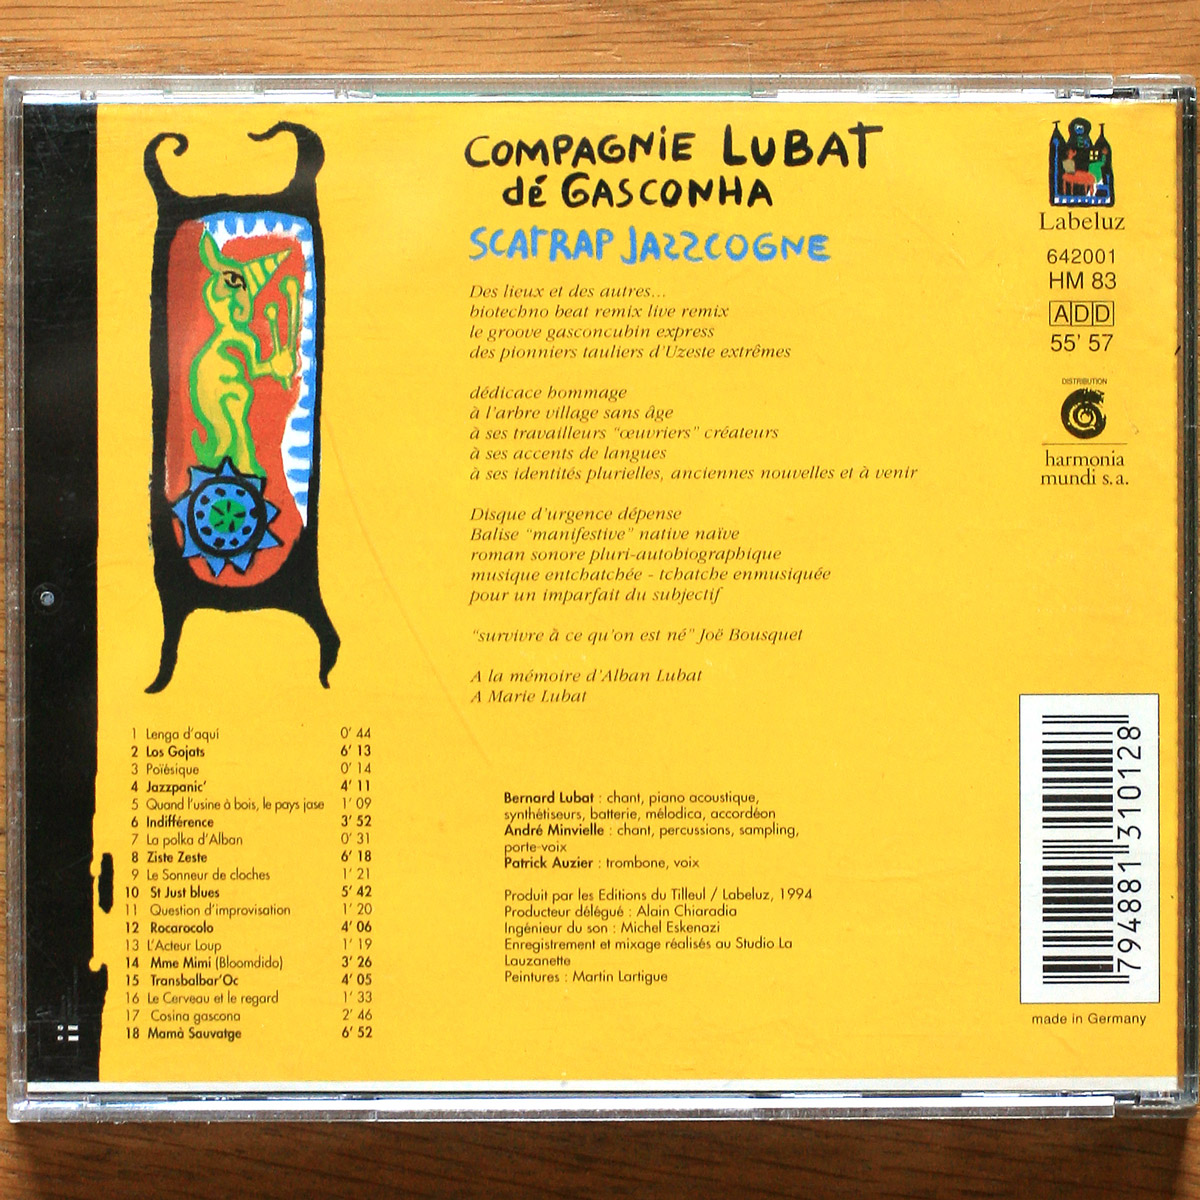 COMPAGNiE LUBAT
dé GASCONHA
SCATRAP JAZZCOGNE
Des lieux et des autres...
biotechno beat remix live remix
le groove gasconcubin express
des pionniers tauliers d'Uzeste extrêmes
dédicace hommage
à l'arbre village sans âge
à ses travailleurs "œuvriers" créateurs
à ses accents de langues
à ses identités plurielles, anciennes nouvelles et à venir
Disque d'urgence dépense
Balise "manifestive" native naïve
roman sonore pluri-autobiographique
musique entchatchée - tchatche enmusiquée
pour un imparfait du subjectif
"survivre à ce qu'on est né" Joë Bousquet
A la mémoire d'Alban Lubat
A Marie Lubat
Labeluz
642001
HM 83
ADD
55' 57
DISTRIBUTION
harmonia
mundi s.a.
1 Lenga d'aquí 0' 44
2 Los Gojats 6' 13
3 Poïésique 0' 14
4 Jazzpanic' 4' 11
5 Quand l'usine à bois, le pays jase 1' 09
6 Indifférence 3' 52
7 La polka d'Alban 0' 31
8 Ziste Zeste 6' 18
9 Le Sonneur de cloches 1' 21
10 St Just blues 5' 42
11 Question d'improvisation 1' 20
12 Rocarocolo 4' 06
13 L'Acteur Loup 1' 19
14 Mme Mimi (Bloomdido) 3' 26
15 Transbalbar'Oc 4' 05
16 Le Cerveau et le regard 1' 33
17 Cosina gascona 2' 46
18 Mamà Sauvatge 6' 52
Bernard Lubat : chant, piano acoustique,
synthétiseurs, batterie, mélodica, accordéon
André Minvielle : chant, percussions, sampling,
porte-voix
Patrick Auzier : trombone, voix
Produit par les Editions du Tilleul / Labeluz, 1994
Producteur délégué : Alain Chiaradia
Ingénieur du son : Michel Eskenazi
Enregistrement et mixage réalisés au Studio La
Lauzanette
Peintures : Martin Lartigue
794881310128
made in Germany